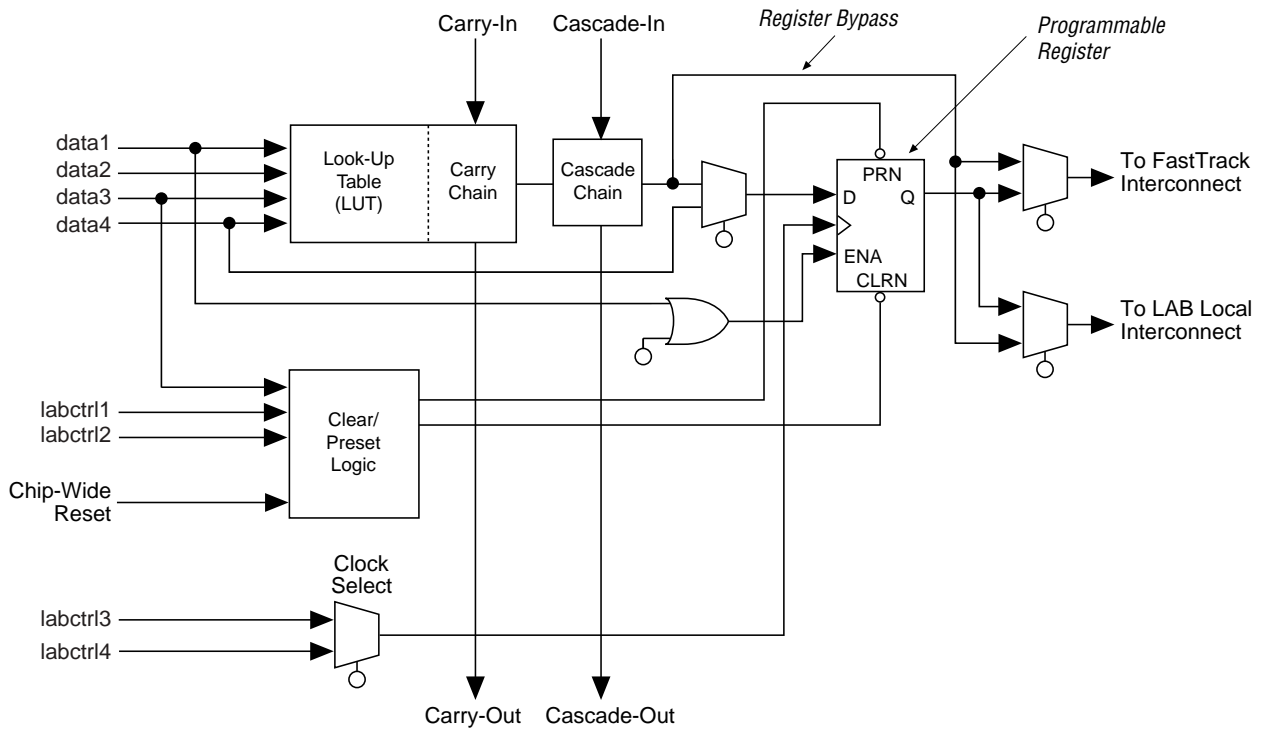 Carry-In
Cascade-In
Register Bypass
Programmable
Register
data1
data2
data3
data4
Look-Up
Table
(LUT)
Carry
Chain
Cascade
Chain
PRN
D
Q
ENA
CLRN
To FastTrack
Interconnect
To LAB Local
Interconnect
labctrl1
labctrl2
Clear/
Preset
Logic
Chip-Wide
Reset
Clock
Select
labctrl3
labctrl4
Carry-Out
Cascade-Out